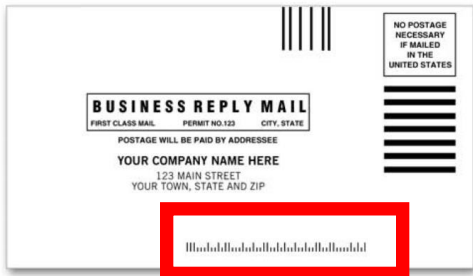 NO POSTAGE
NECESSARY
IF MAILED
IN THE
UNITED STATES
BUSINESS REPLY MAIL
FIRST CLASS MAIL PERMIT NO.123 CITY, STATE
POSTAGE WILL BE PAID BY ADDRESSEE
YOUR COMPANY NAME HERE
123 MAIN STREET
YOUR TOWN, STATE AND ZIP